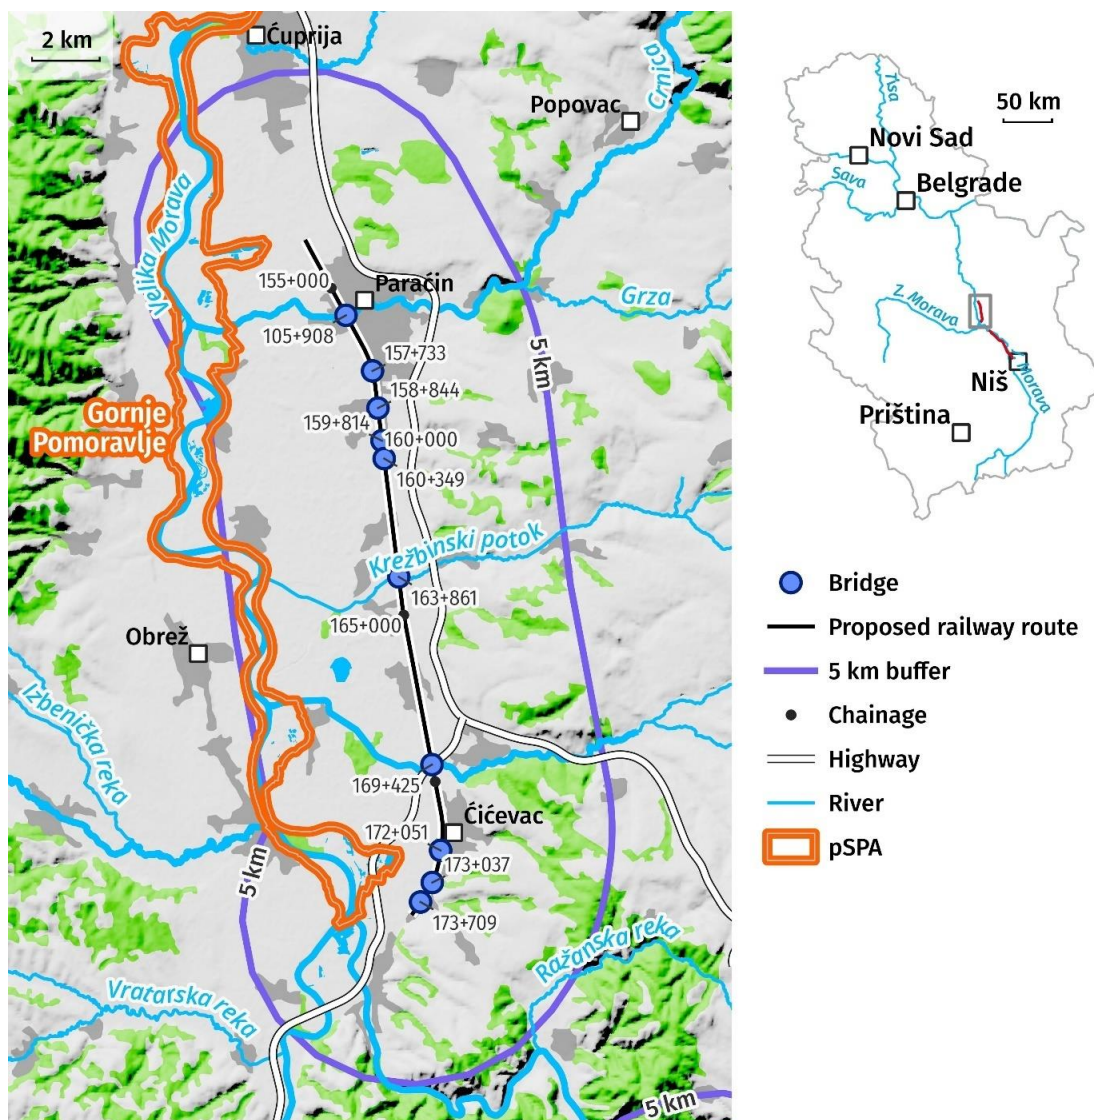 2 km
Ćuprija
Popovac
Crnica
Velika Morava
155+000
Paraćin
Grza
105+908
5 km
157+733
158+844
159+814
160+000
160+349
Gornje
Pomoravlje
Krežbinski potok
163+861
165+000
Obrež
Izbenička reka
169+425
Ćićevac
172+051
173+037
5 km
173+709
Ražanska reka
Vratarska reka
5 km
Tisa
50 km
Novi Sad
Sava
Belgrade
Z. Morava
Niš
Morava
Priština
Bridge
Proposed railway route
5 km buffer
Chainage
Highway
River
pSPA